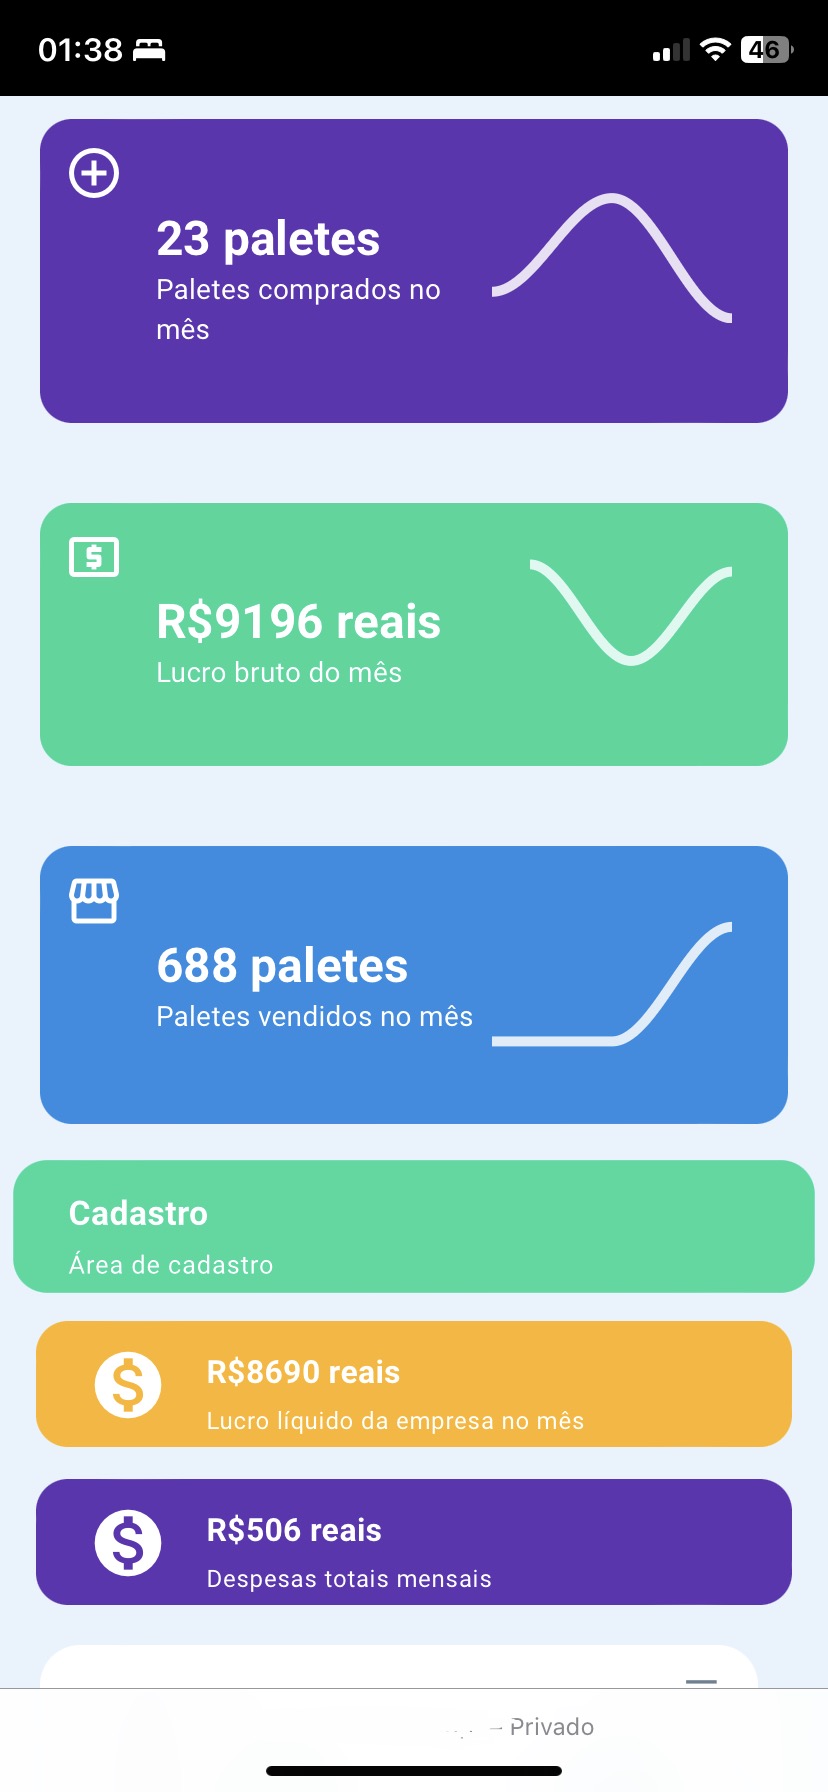 01:38
46
23 paletes
Paletes comprados no
mês
R$9196 reais
Lucro bruto do mês
688 paletes
Paletes vendidos no mês
Cadastro
Área de cadastro
R$8690 reais
Lucro líquido da empresa no mês
R$506 reais
Despesas totais mensais
– Privado